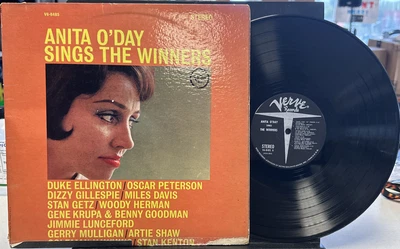 STEREO
ANITA O'DAY
SINGS THE WINNERS
DUKE ELLINGTON/OSCAR PETERSON
DIZZY GILLESPIE/MILES DAVIS
STAN GETZ/WOODY HERMAN
GENE KRUPA & BENNY GOODMAN
JIMMIE LUNCEFORD
GERRY MULLIGAN/ARTIE SHAW
STAN KENTON
Verve
Records
ANITA O'DAY
THE WINNERS
STEREO